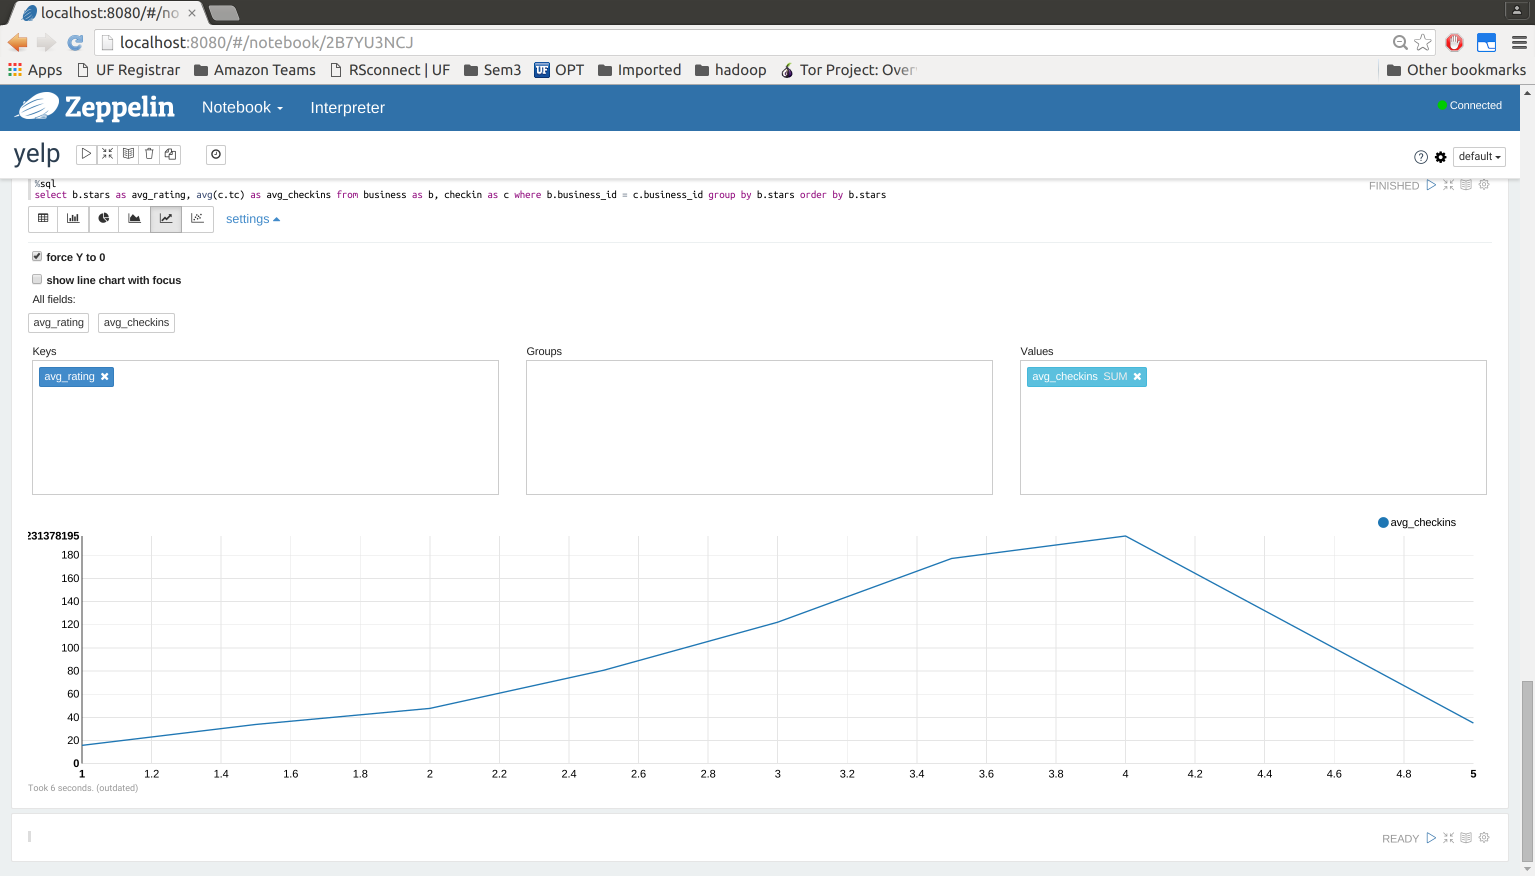 localhost:8080/#/no
localhost:8080/#/notebook/2B7YU3NCJ
Apps UF Registrar Amazon Teams RSconnect | UF Sem3 UF OPT Imported hadoop Tor Project: Over Other bookmarks
Zeppelin Notebook Interpreter Connected
yelp default
%sql
FINISHED
select b.stars as avg_rating, avg(c.tc) as avg_checkins from business as b, checkin as c where b.business_id = c.business_id group by b.stars order by b.stars
settings
force Y to 0
show line chart with focus
All fields:
avg_rating avg_checkins
Keys Groups Values
avg_rating avg_checkins SUM
avg_checkins
231378195
180
160
140
120
100
80
60
40
20
0
1 1.2 1.4 1.6 1.8 2 2.2 2.4 2.6 2.8 3 3.2 3.4 3.6 3.8 4 4.2 4.4 4.6 4.8 5
Took 6 seconds. (outdated)
READY